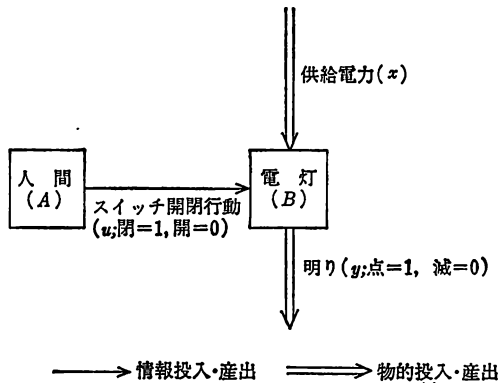 供給電力(x)
人 間
(A)
電 灯
(B)
スイッチ開閉行動
(u;閉=1,開=0)
明り(y;点=1, 滅=0)
情報投入・産出
物的投入・産出